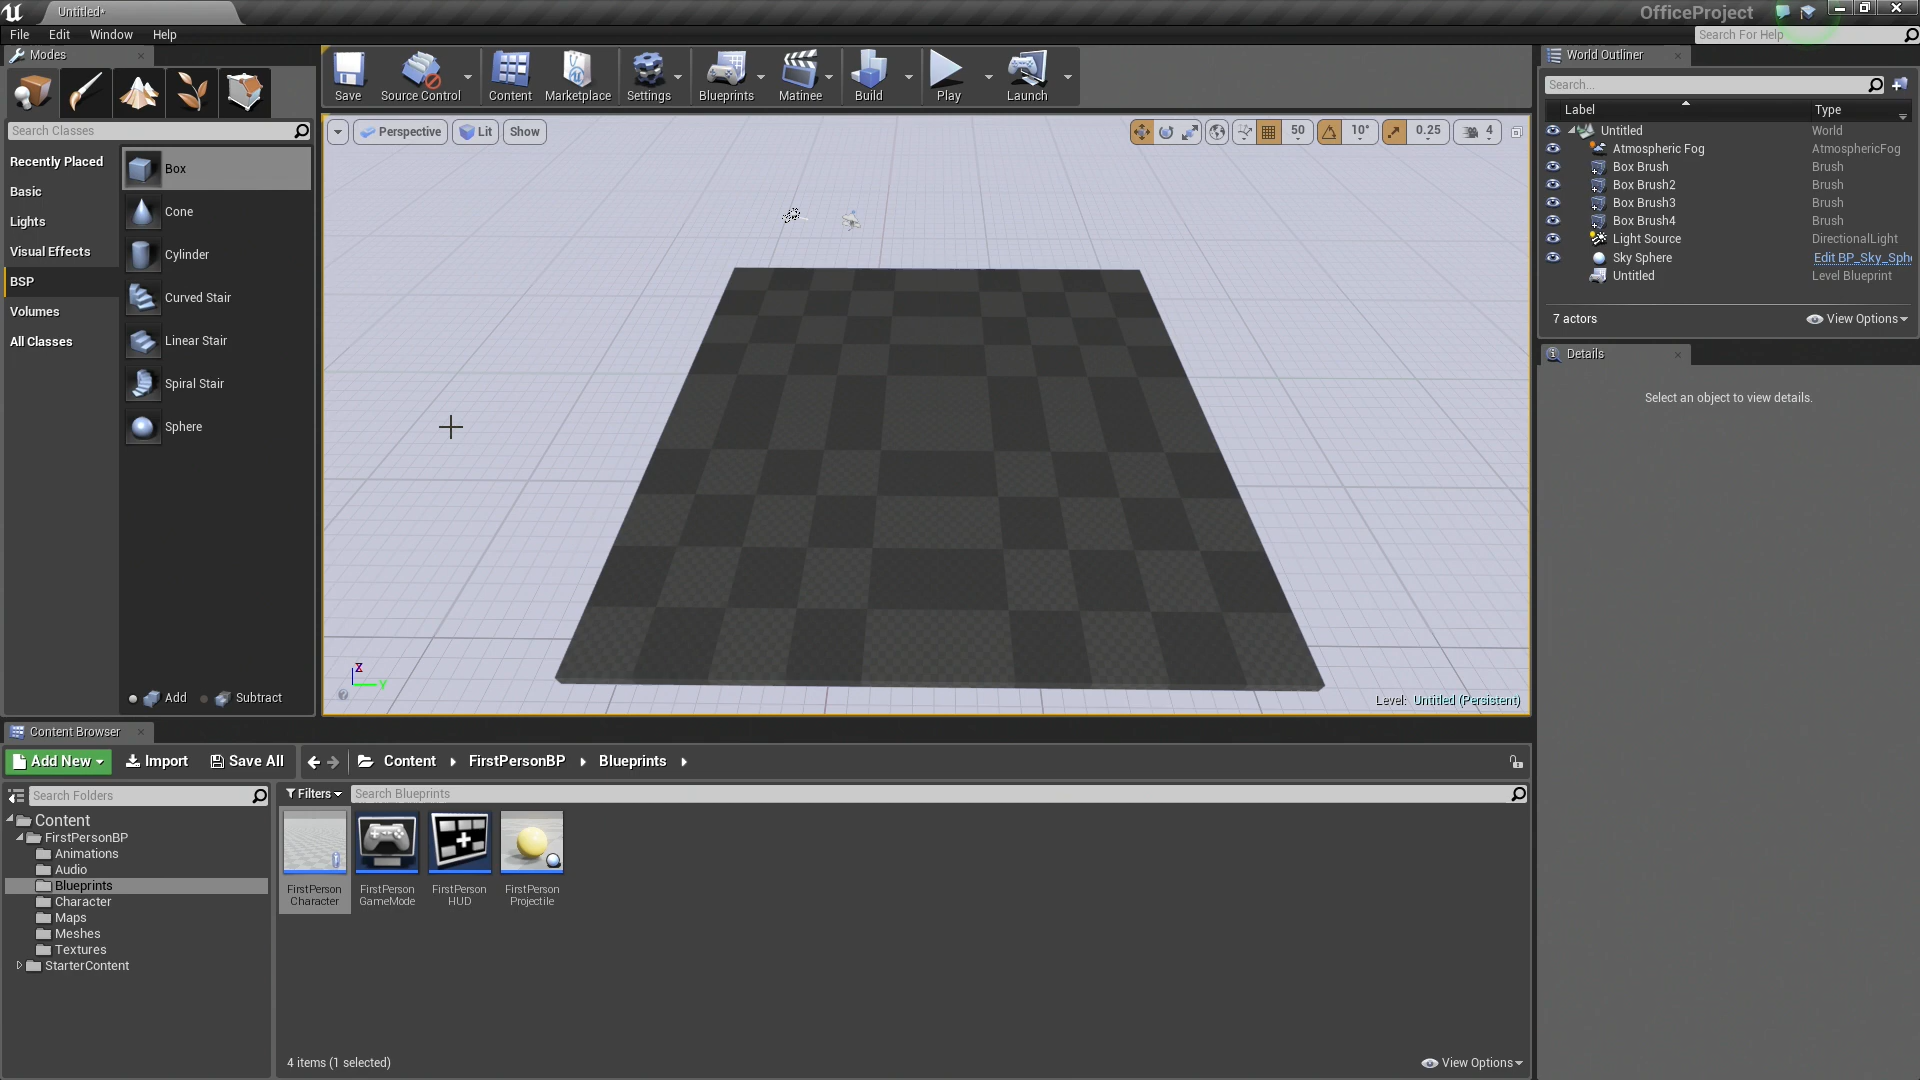 Untitled*
OfficeProject
File Edit Window Help
Search For Help
Modes
Search Classes
Recently Placed
Basic
Lights
Visual Effects
BSP
Volumes
All Classes
Box
Cone
Cylinder
Curved Stair
Linear Stair
Spiral Stair
Sphere
Add Subtract
Save Source Control Content Marketplace Settings Blueprints Matinee Build Play Launch
Perspective Lit Show
50 10° 0.25 4
Z
Y
Level: Untitled (Persistent)
World Outliner
Search...
Label Type
Untitled World
Atmospheric Fog AtmosphericFog
Box Brush Brush
Box Brush2 Brush
Box Brush3 Brush
Box Brush4 Brush
Light Source DirectionalLight
Sky Sphere Edit BP_Sky_Sph
Untitled Level Blueprint
7 actors View Options
Details
Select an object to view details.
Content Browser
Add New Import Save All Content FirstPersonBP Blueprints
Search Folders
Content
FirstPersonBP
Animations
Audio
Blueprints
Character
Maps
Meshes
Textures
StarterContent
Filters Search Blueprints
FirstPerson
Character
FirstPerson
GameMode
FirstPerson
HUD
FirstPerson
Projectile
4 items (1 selected) View Options